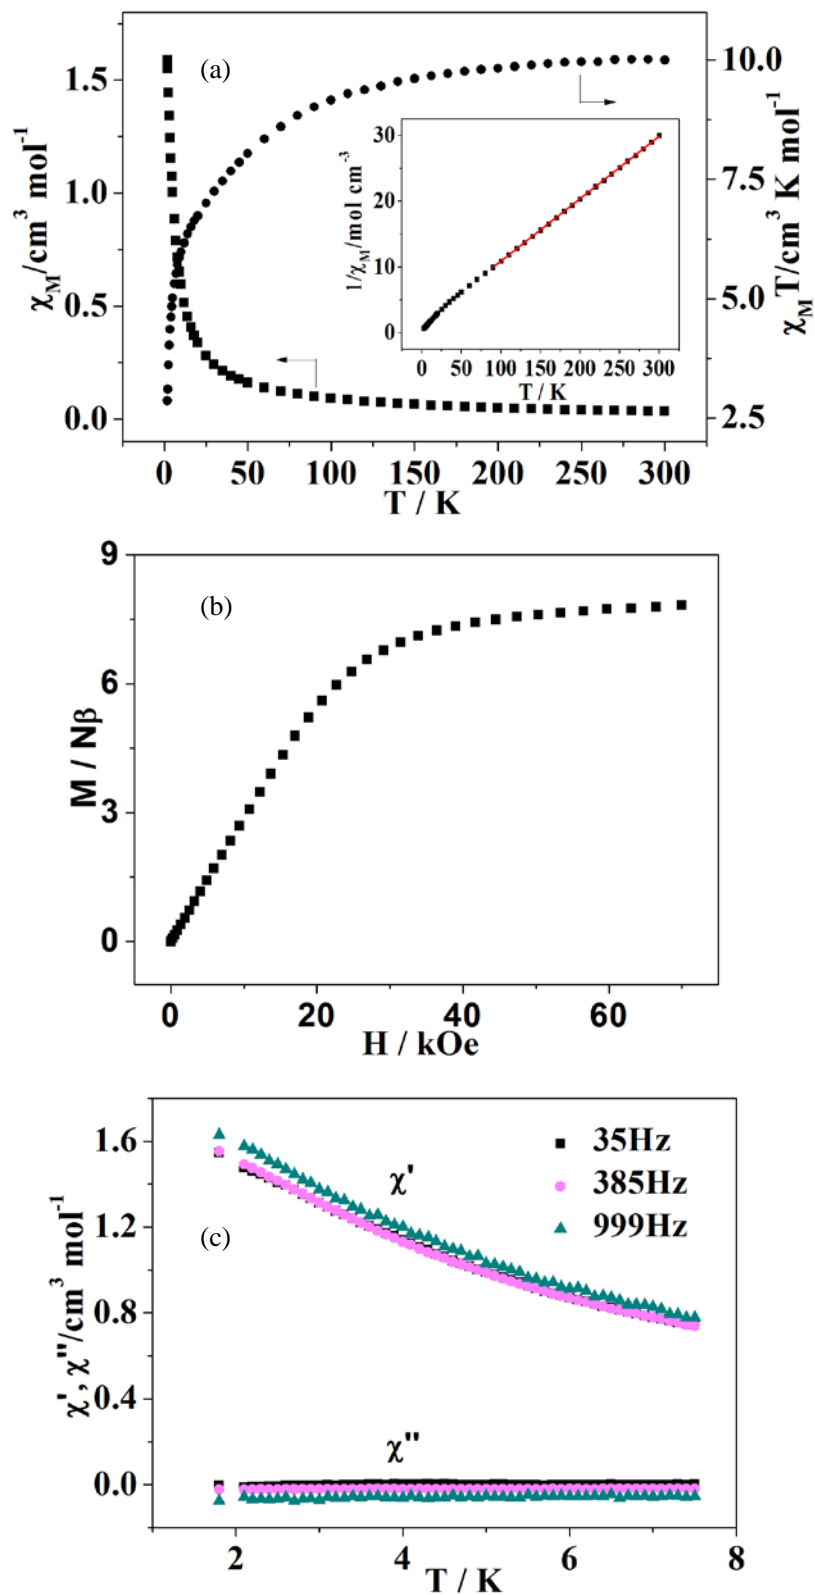 (a)
χM/cm³ mol⁻¹
1.5
1.0
0.5
0.0
10.0
7.5
5.0
2.5
χM T/cm³ K mol⁻¹
1/χM/mol cm⁻³
30
20
10
0
0 50 100 150 200 250 300
T / K
0 50 100 150 200 250 300
T / K
(b)
M / Nβ
9
6
3
0
0 20 40 60
H / kOe
(c)
χ', χ''/cm³ mol⁻¹
1.6
1.2
0.8
0.4
0.0
χ'
35Hz
385Hz
999Hz
χ''
2 4 6 8
T / K